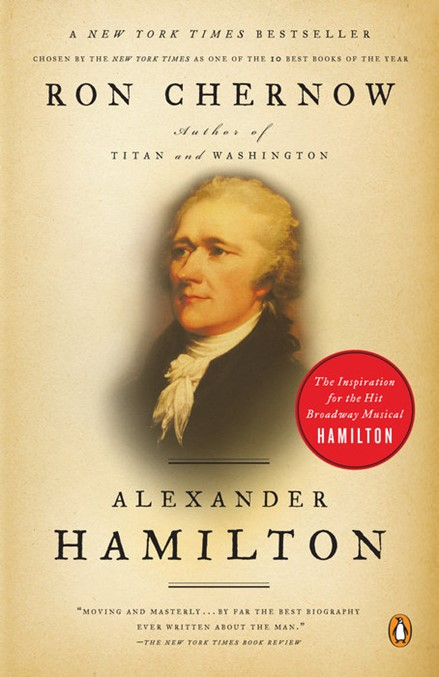 A NEW YORK TIMES BESTSELLER
CHOSEN BY THE NEW YORK TIMES AS ONE OF THE 10 BEST BOOKS OF THE YEAR
RON CHERNOW
Author of
TITAN and WASHINGTON
The Inspiration
for the Hit
Broadway Musical
HAMILTON
ALEXANDER
HAMILTON
“MOVING AND MASTERLY...BY FAR THE BEST BIOGRAPHY
EVER WRITTEN ABOUT THE MAN.”
—THE NEW YORK TIMES BOOK REVIEW